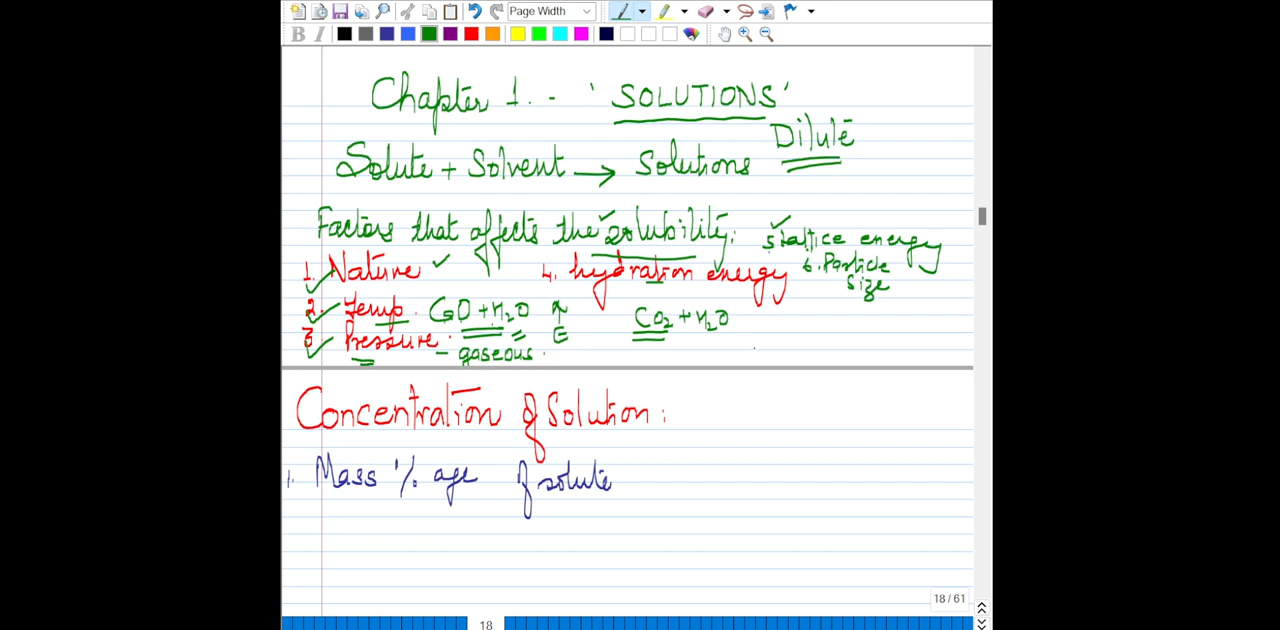 Page Width
B I
Chapter 1. - ' SOLUTIONS '
Dilute
Solute + Solvent → Solutions
Factors that affects the solubility:
5. Lattice energy
1. Nature
4. hydration energy
6. Particle size
2. Temp. + H2O
CO2 + H2O
3 Pressure.
- gaseous.
Concentration of Solution :
1. Mass % age of solute
18 / 61
18